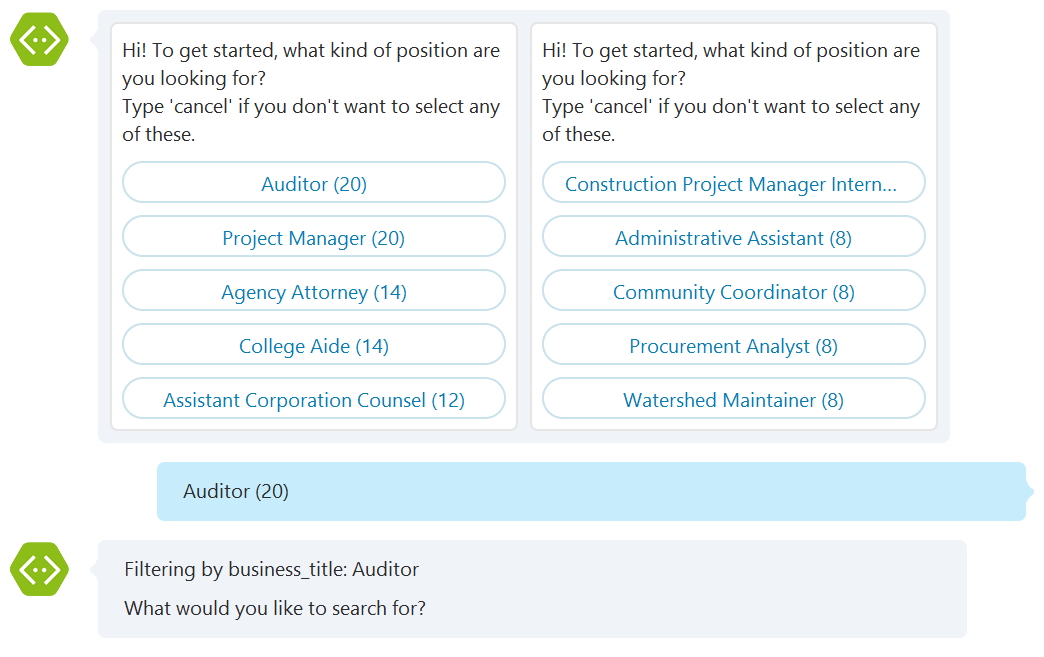 Hi! To get started, what kind of position are
you looking for?
Type 'cancel' if you don't want to select any
of these.
Auditor (20)
Project Manager (20)
Agency Attorney (14)
College Aide (14)
Assistant Corporation Counsel (12)
Hi! To get started, what kind of position are
you looking for?
Type 'cancel' if you don't want to select any
of these.
Construction Project Manager Intern...
Administrative Assistant (8)
Community Coordinator (8)
Procurement Analyst (8)
Watershed Maintainer (8)
Auditor (20)
Filtering by business_title: Auditor
What would you like to search for?